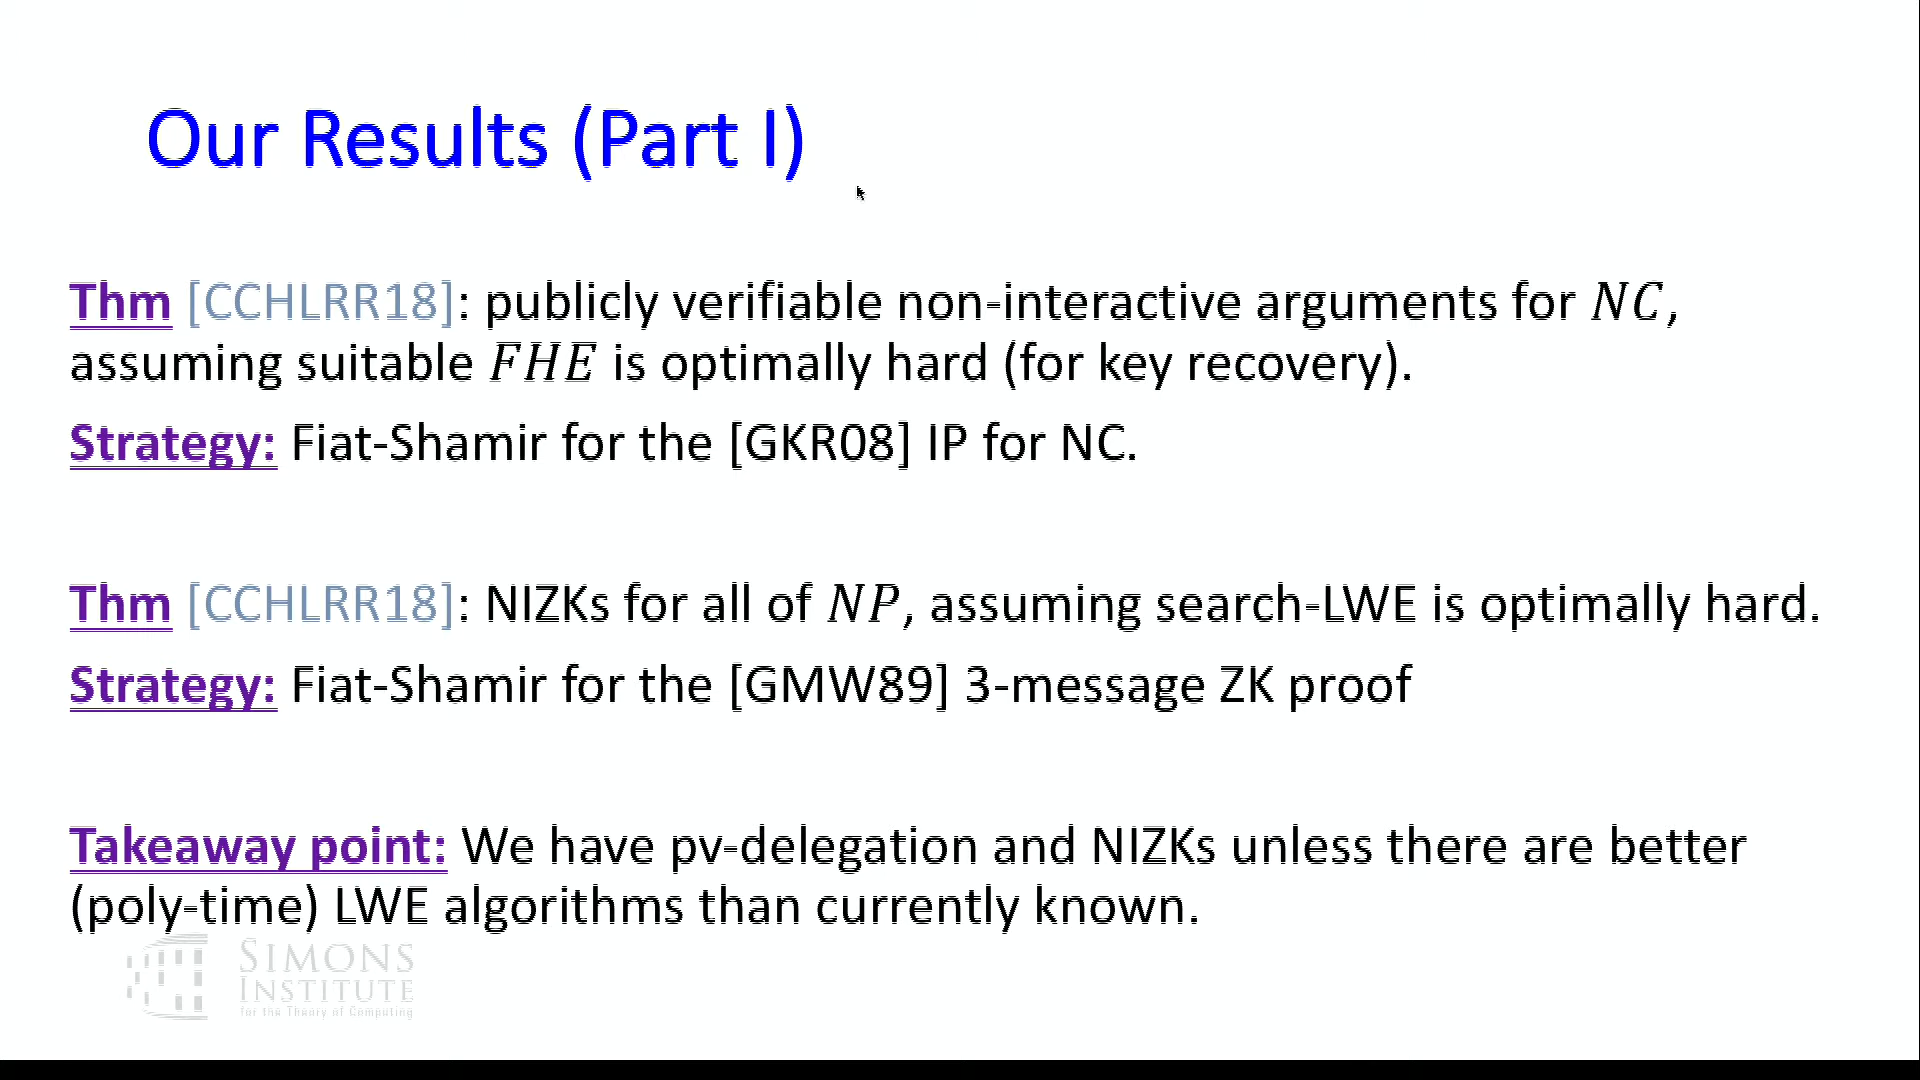 Our Results (Part I)
Thm [CCHLRR18]: publicly verifiable non-interactive arguments for NC,
assuming suitable FHE is optimally hard (for key recovery).
Strategy: Fiat-Shamir for the [GKR08] IP for NC.
Thm [CCHLRR18]: NIZKs for all of NP, assuming search-LWE is optimally hard.
Strategy: Fiat-Shamir for the [GMW89] 3-message ZK proof
Takeaway point: We have pv-delegation and NIZKs unless there are better
(poly-time) LWE algorithms than currently known.
SIMONS
INSTITUTE
for the Theory of Computing